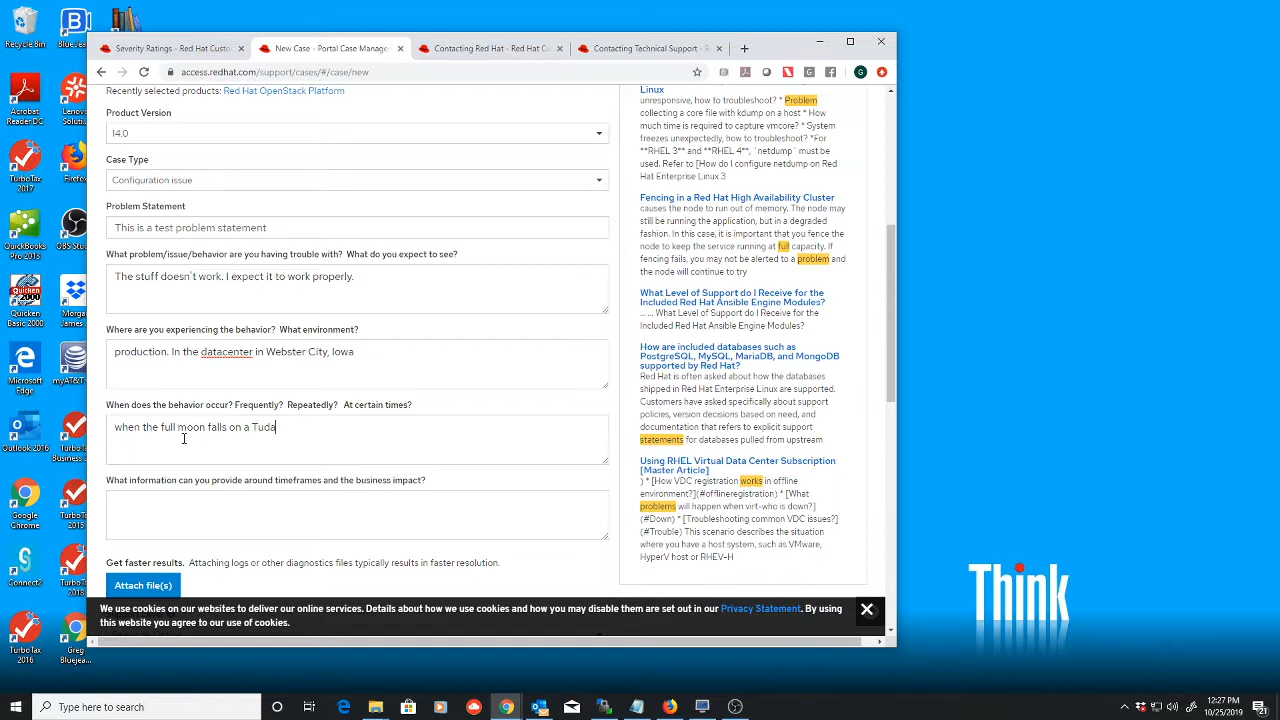 Recycle Bin
BlueJea...
Severity Ratings - Red Hat Custom
New Case - Portal Case Manage
Contacting Red Hat - Red Hat Cu
Contacting Technical Support - R
access.redhat.com/support/cases/#/case/new
Recently selected products: Red Hat OpenStack Platform
Product Version
14.0
Case Type
Configuration issue
Problem Statement
This is a test problem statement
What problem/issue/behavior are you having trouble with? What do you expect to see?
The stuff doesn't work. I expect it to work properly.
Where are you experiencing the behavior? What environment?
production. In the datacenter in Webster City, Iowa
When does the behavior occur? Frequently? Repeatedly? At certain times?
when the full moon falls on a Tuda
What information can you provide around timeframes and the business impact?
Get faster results. Attaching logs or other diagnostics files typically results in faster resolution.
Attach file(s)
Linux
unresponsive, how to troubleshoot? * Problem
collecting a core file with kdump on a host * How
much time is required to capture vmcore? * System
freezes unexpectedly, how to troubleshoot? *For
**RHEL 3** and **RHEL 4**, `netdump` must be
used. Refer to [How do I configure netdump on Red
Hat Enterprise Linux 3
Fencing in a Red Hat High Availability Cluster
causes the node to run out of memory. The node may
still be running the application, but in a degraded
fashion. In this case, it is important that you fence the
node to keep the service running at full capacity. If
fencing fails, you may not be alerted to a problem and
the node will continue to try
What Level of Support do I Receive for the
Included Red Hat Ansible Engine Modules?
... ... What Level of Support do I Receive for the
Included Red Hat Ansible Engine Modules?
How are included databases such as
PostgreSQL, MySQL, MariaDB, and MongoDB
supported by Red Hat?
Red Hat is often asked about how the databases
shipped in Red Hat Enterprise Linux are supported.
Customers have asked specifically about support
policies, version decisions based on need, and
documentation that refers to explicit support
statements for databases pulled from upstream
Using RHEL Virtual Data Center Subscription
[Master Article]
) * [How VDC registration works in offline
environment?](#offlineregistration) * [What
problems will happen when virt-who is down?]
(#Down) * [Troubleshooting common VDC issues?]
(#Trouble) This scenario describes the situation
where you have a host system, such as VMware,
HyperV host or RHEV-H
We use cookies on our websites to deliver our online services. Details about how we use cookies and how you may disable them are set out in our Privacy Statement. By using
this website you agree to our use of cookies.
Acrobat
Reader DC
Lenovo
Solution...
TurboTax
2017
Firefox
QuickBooks
Pro 2015
OBS Studio
Quicken
Basic 2000
Morgan
James ...
Microsoft
Edge
myAT&T
Outlook 2016
TurboTax
Business ...
Google
Chrome
TurboTax
2015
Connect2
TurboTax
2018
TurboTax
2016
Greg
Bluejea...
Think
Type here to search
12:27 PM
10/25/2019